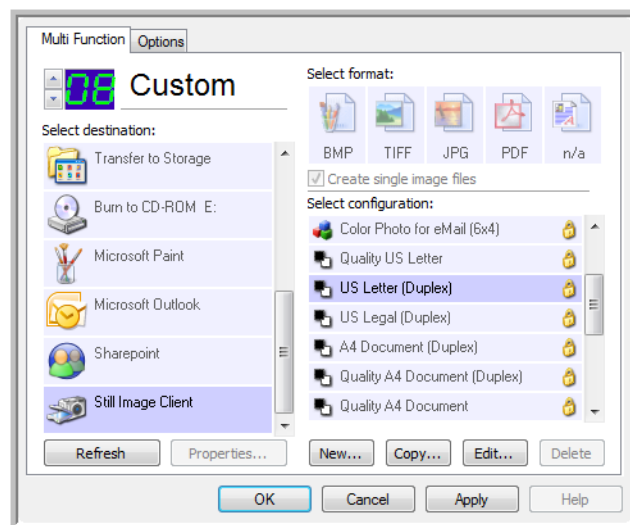 Multi Function
Options
08
Custom
Select destination:
Transfer to Storage
Burn to CD-ROM E:
Microsoft Paint
Microsoft Outlook
Sharepoint
Still Image Client
Refresh
Properties...
Select format:
BMP
TIFF
JPG
PDF
n/a
Create single image files
Select configuration:
Color Photo for eMail (6x4)
Quality US Letter
US Letter (Duplex)
US Legal (Duplex)
A4 Document (Duplex)
Quality A4 Document (Duplex)
Quality A4 Document
New...
Copy...
Edit...
Delete
OK
Cancel
Apply
Help